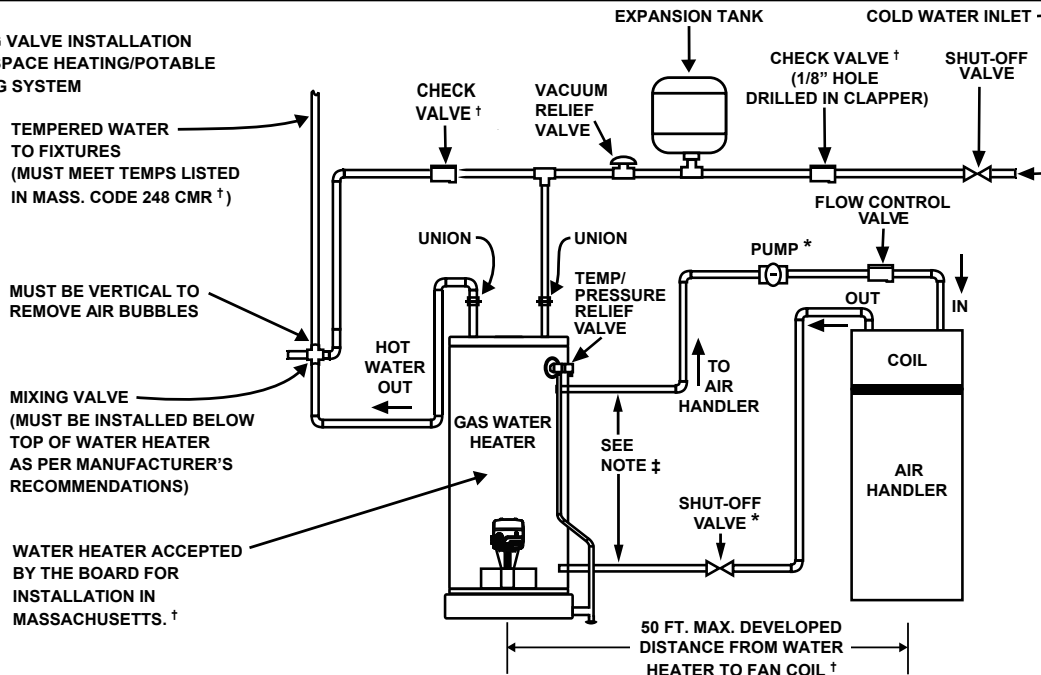 VALVE INSTALLATION
SPACE HEATING/POTABLE
SYSTEM
EXPANSION TANK
COLD WATER INLET
CHECK
VALVE †
VACUUM
RELIEF
VALVE
CHECK VALVE †
(1/8” HOLE
DRILLED IN CLAPPER)
SHUT-OFF
VALVE
TEMPERED WATER
TO FIXTURES
(MUST MEET TEMPS LISTED
IN MASS. CODE 248 CMR † )
FLOW CONTROL
VALVE
UNION
UNION
PUMP *
TEMP/
PRESSURE
RELIEF
VALVE
OUT
IN
MUST BE VERTICAL TO
REMOVE AIR BUBBLES
HOT
WATER
OUT
COIL
TO
AIR
HANDLER
MIXING VALVE
(MUST BE INSTALLED BELOW
TOP OF WATER HEATER
AS PER MANUFACTURER’S
RECOMMENDATIONS)
GAS WATER
HEATER
SEE
NOTE ‡
AIR
HANDLER
SHUT-OFF
VALVE *
WATER HEATER ACCEPTED
BY THE BOARD FOR
INSTALLATION IN
MASSACHUSETTS. †
50 FT. MAX. DEVELOPED
DISTANCE FROM WATER
HEATER TO FAN COIL †